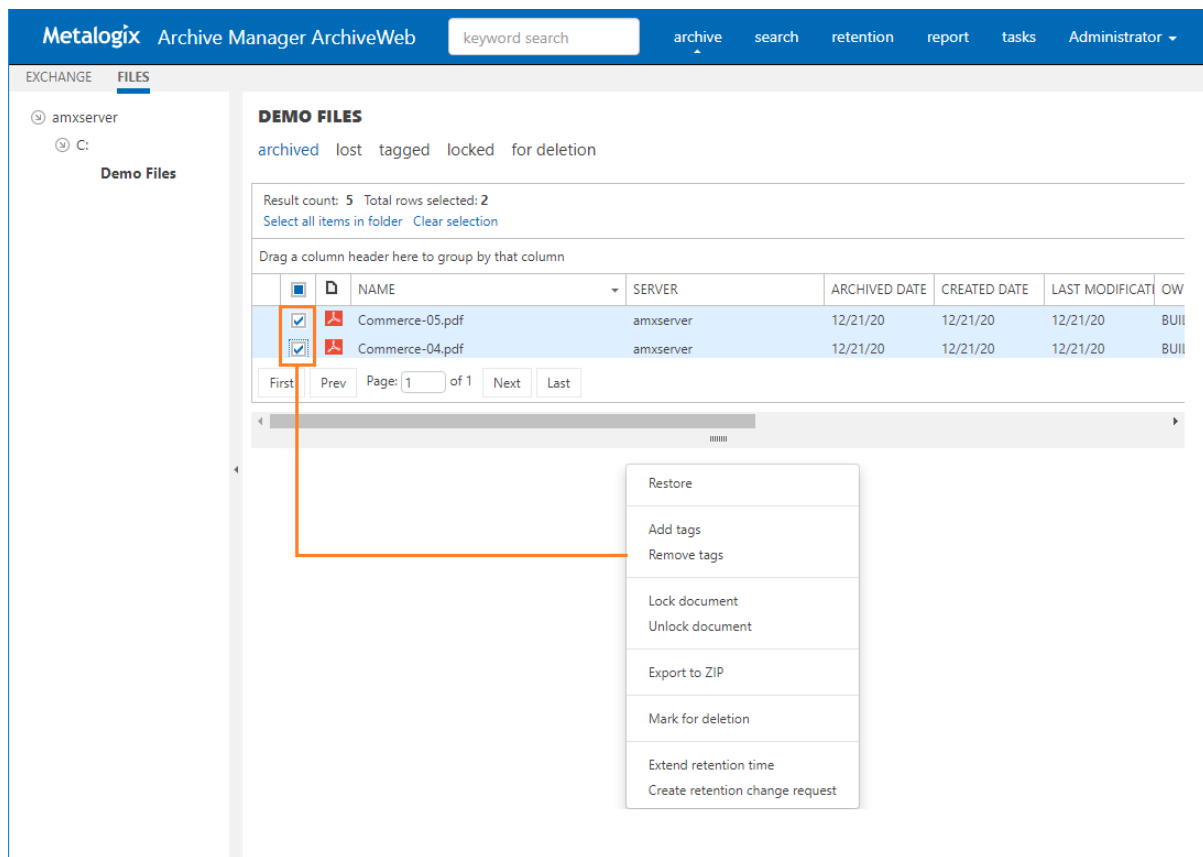 Metalogix Archive Manager ArchiveWeb keyword search archive search retention report tasks Administrator
EXCHANGE FILES
amxserver
C:
Demo Files
DEMO FILES
archived lost tagged locked for deletion
Result count: 5 Total rows selected: 2
Select all items in folder Clear selection
Drag a column header here to group by that column
NAME SERVER ARCHIVED DATE CREATED DATE LAST MODIFICATI OW
Commerce-05.pdf amxserver 12/21/20 12/21/20 12/21/20 BUIL
Commerce-04.pdf amxserver 12/21/20 12/21/20 12/21/20 BUIL
First Prev Page: 1 of 1 Next Last
Restore
Add tags
Remove tags
Lock document
Unlock document
Export to ZIP
Mark for deletion
Extend retention time
Create retention change request